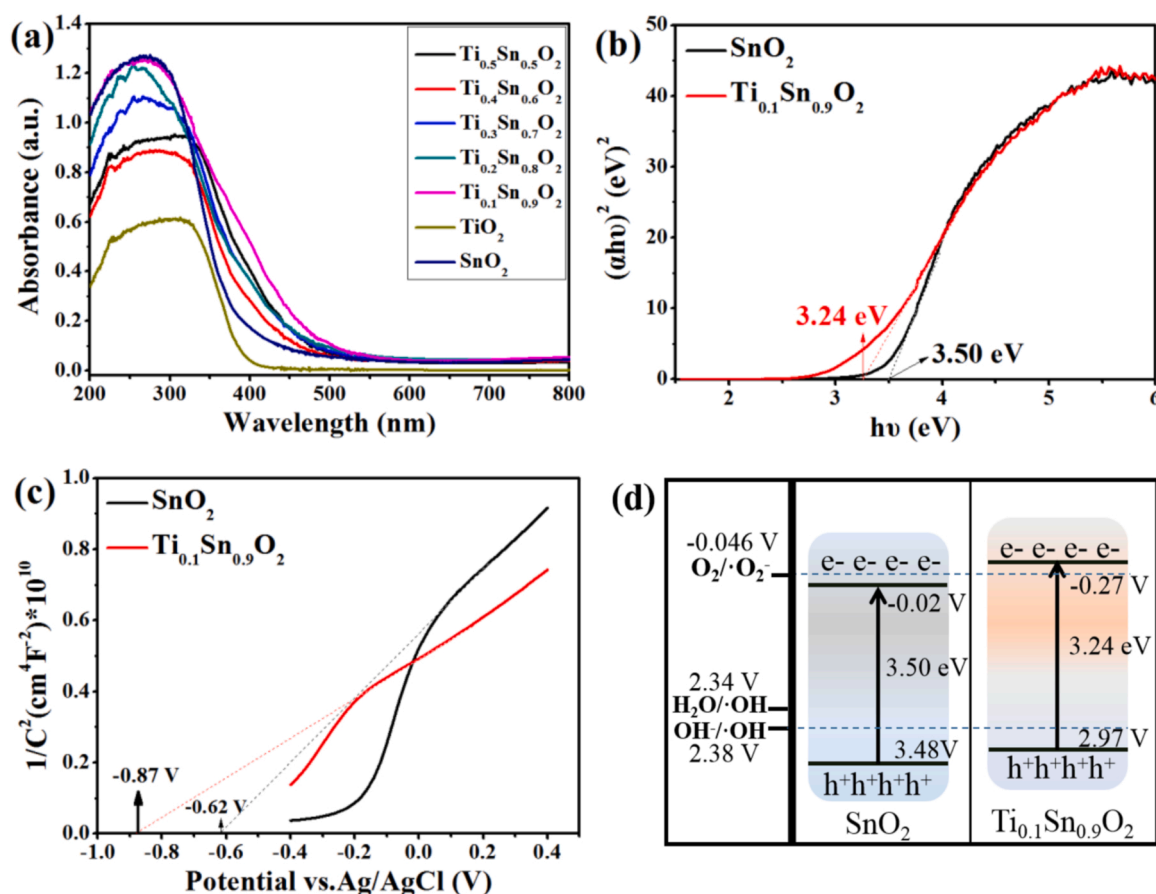 (a)
Ti₀.₅Sn₀.₅O₂
Ti₀.₄Sn₀.₆O₂
Ti₀.₃Sn₀.₇O₂
Ti₀.₂Sn₀.₈O₂
Ti₀.₁Sn₀.₉O₂
TiO₂
SnO₂
1.4
1.2
1.0
0.8
0.6
0.4
0.2
0.0
Absorbance (a.u.)
200 300 400 500 600 700 800
Wavelength (nm)
(b)
SnO₂
Ti₀.₁Sn₀.₉O₂
50
40
30
20
10
0
(αhυ)² (eV)²
3.24 eV
3.50 eV
2 3 4 5 6
hυ (eV)
(c)
SnO₂
Ti₀.₁Sn₀.₉O₂
1.0
0.8
0.6
0.4
0.2
0.0
1/C²(cm⁴F⁻²)*10¹⁰
-0.87 V
-0.62 V
-1.0 -0.8 -0.6 -0.4 -0.2 0.0 0.2 0.4
Potential vs.Ag/AgCl (V)
(d)
-0.046 V
O₂/·O₂⁻
2.34 V
H₂O/·OH
OH⁻/·OH
2.38 V
e- e- e- e-
-0.02 V
3.50 eV
3.48V
h⁺h⁺h⁺h⁺
SnO₂
e- e- e- e-
-0.27 V
3.24 eV
2.97 V
h⁺h⁺h⁺h⁺
Ti₀.₁Sn₀.₉O₂